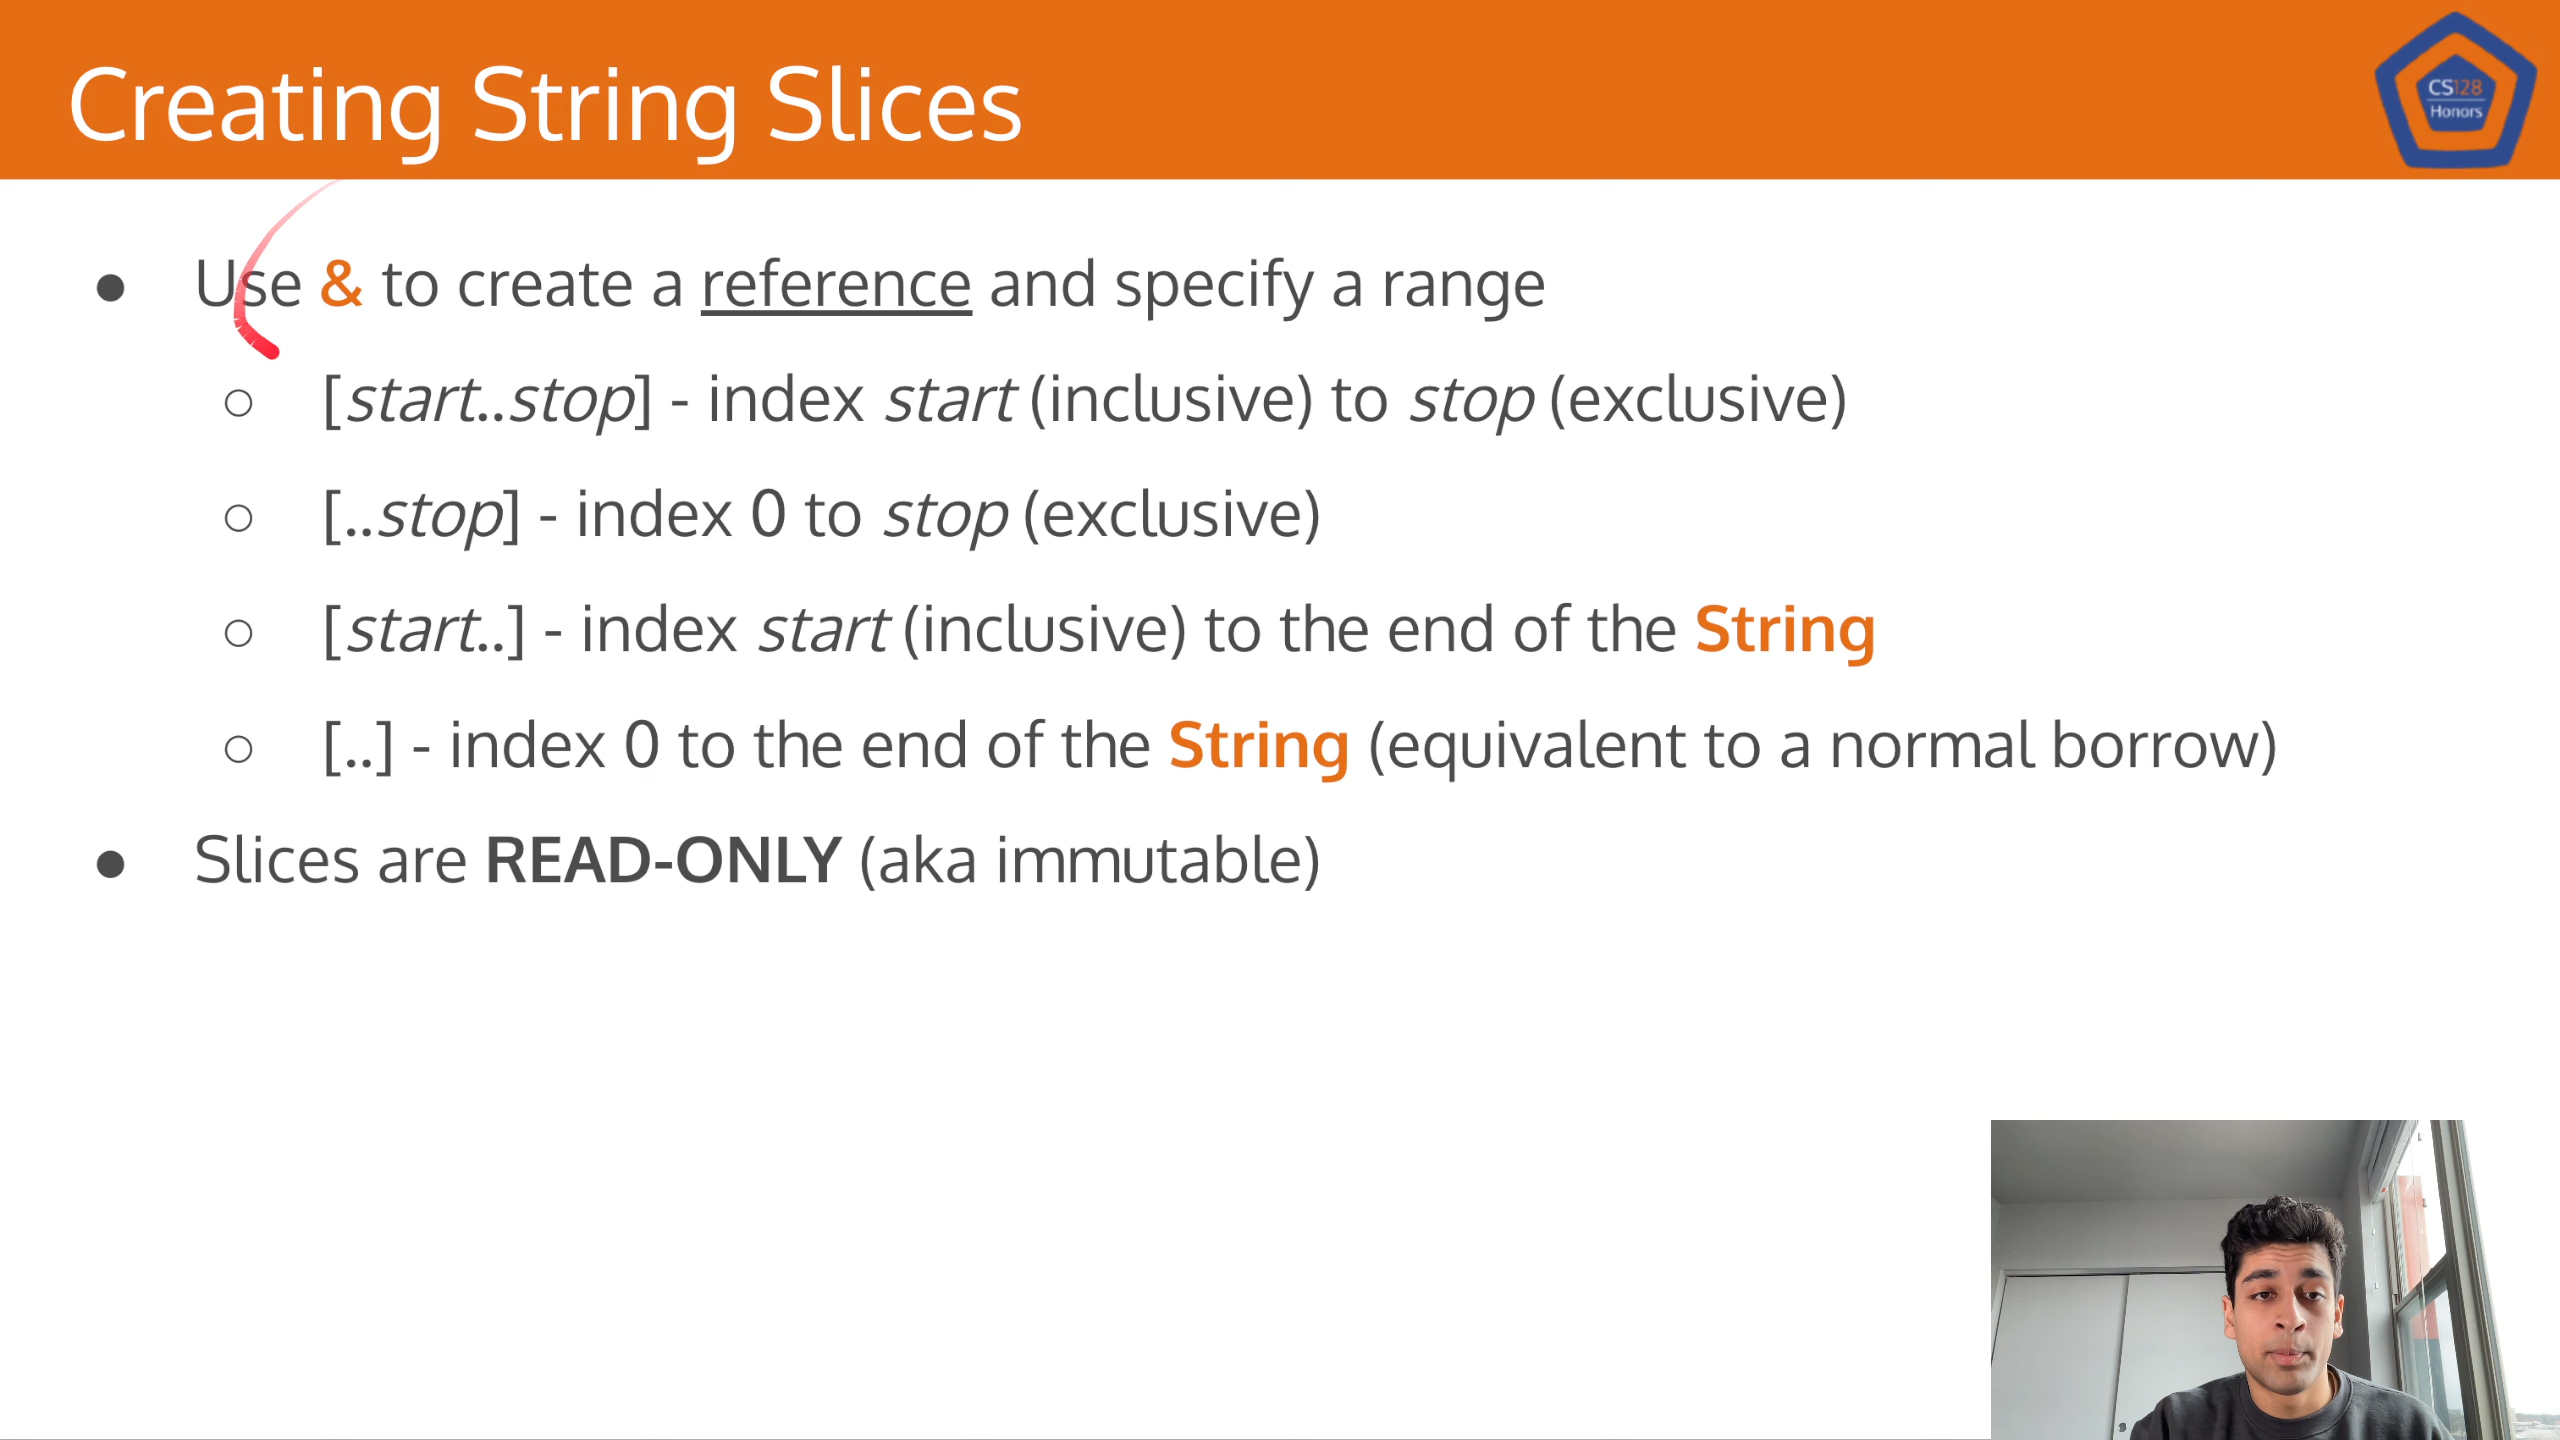 Creating String Slices
CS128
Honors
● Use & to create a reference and specify a range
○ [start..stop] - index start (inclusive) to stop (exclusive)
○ [..stop] - index 0 to stop (exclusive)
○ [start..] - index start (inclusive) to the end of the String
○ [..] - index 0 to the end of the String (equivalent to a normal borrow)
● Slices are READ-ONLY (aka immutable)